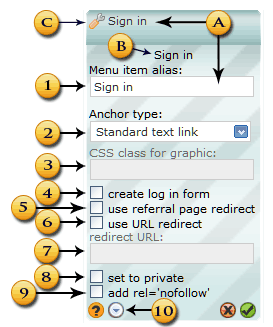 C Sign in A
B Sign in
Menu item alias:
1 Sign in
Anchor type:
2 Standard text link
CSS class for graphic:
3
4 create log in form
5 use referral page redirect
6 use URL redirect
redirect URL:
7
8 set to private
9 add rel='nofollow'
? 10